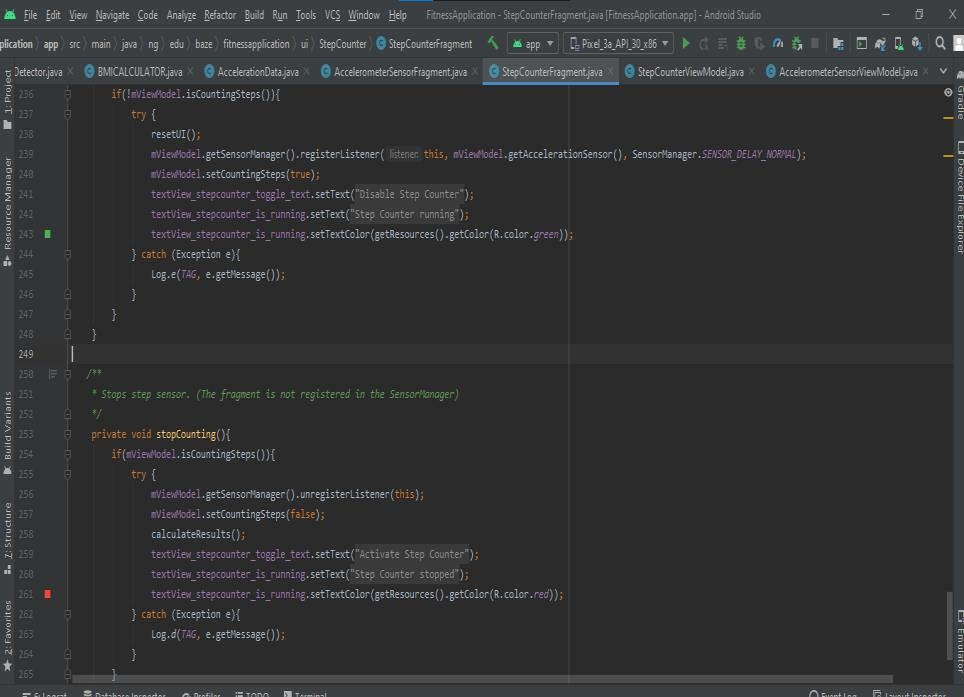 File Edit View Navigate Code Analyze Refactor Build Run Tools VCS Window Help FitnessApplication - StepCounterFragment.java [FitnessApplication.app] - Android Studio
plication app src main java ng edu baze fitnessapplication ui StepCounter StepCounterFragment app Pixel_3a_API_30_x86
Detector.java BMICALCULATOR.java AccelerationData.java AccelerometerSensorFragment.java StepCounterFragment.java StepCounterViewModel.java AccelerometerSensorViewModel.java
1: Project
Resource Manager
Build Variants
7: Structure
2: Favorites
236 if(!mViewModel.isCountingSteps()){
237 try {
238 resetUI();
239 mViewModel.getSensorManager().registerListener( listener: this, mViewModel.getAccelerationSensor(), SensorManager.SENSOR_DELAY_NORMAL);
240 mViewModel.setCountingSteps(true);
241 textView_stepcounter_toggle_text.setText("Disable Step Counter");
242 textView_stepcounter_is_running.setText("Step Counter running");
243 textView_stepcounter_is_running.setTextColor(getResources().getColor(R.color.green));
244 } catch (Exception e){
245 Log.e(TAG, e.getMessage());
246 }
247 }
248 }
249
250 /**
251 * Stops step sensor. (The fragment is not registered in the SensorManager)
252 */
253 private void stopCounting(){
254 if(mViewModel.isCountingSteps()){
255 try {
256 mViewModel.getSensorManager().unregisterListener(this);
257 mViewModel.setCountingSteps(false);
258 calculateResults();
259 textView_stepcounter_toggle_text.setText("Activate Step Counter");
260 textView_stepcounter_is_running.setText("Step Counter stopped");
261 textView_stepcounter_is_running.setTextColor(getResources().getColor(R.color.red));
262 } catch (Exception e){
263 Log.d(TAG, e.getMessage());
264 }
265 }
Gradle
Device File Explorer
Emulator
6: Logcat Database Inspector Profiler TODO Terminal Event Log Layout Inspector